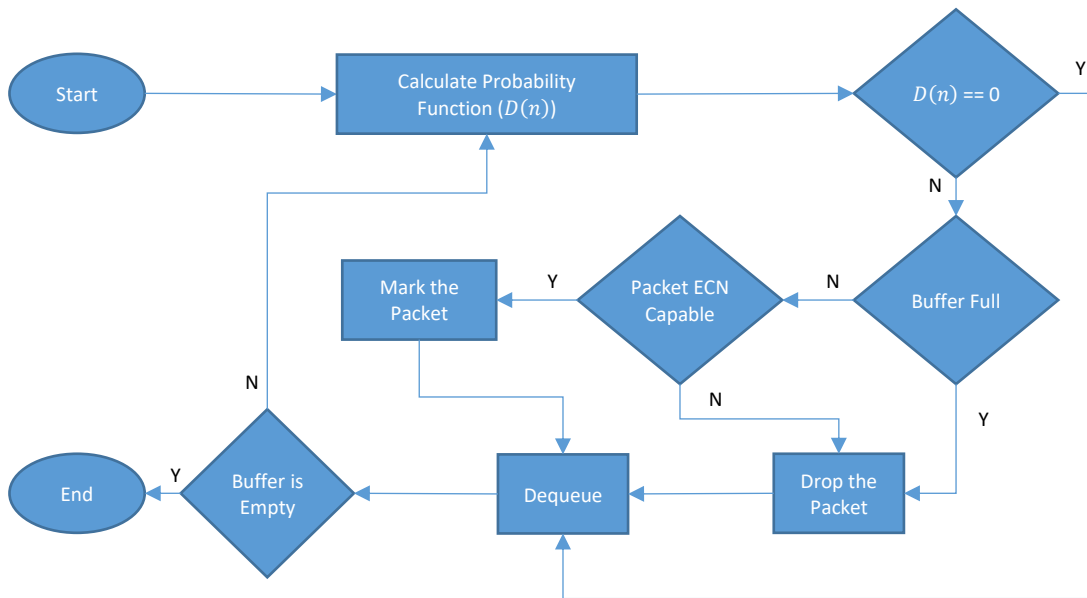 Start
Calculate Probability
Function (D(n))
D(n) == 0
Y
N
Mark the
Packet
Y
Packet ECN
Capable
N
Buffer Full
N
N
Y
End
Y
Buffer is
Empty
Dequeue
Drop the
Packet